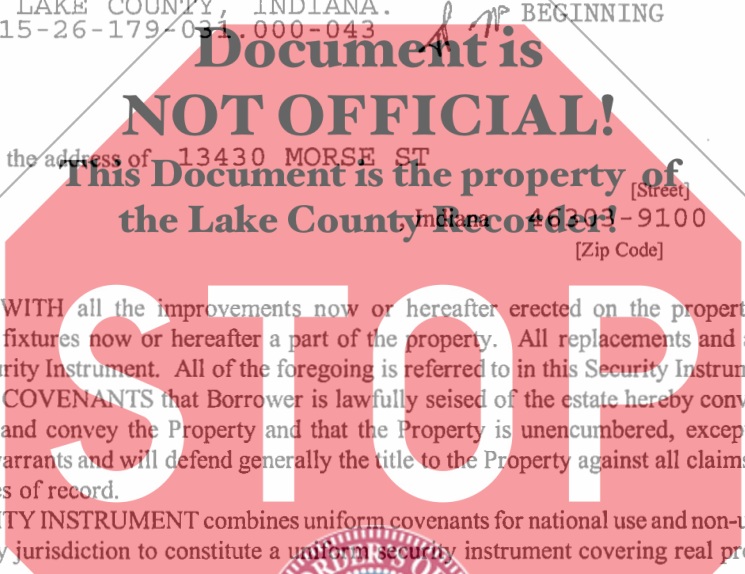 LAKE COUNTY, INDIANA.
BEGINNING
15-26-179-031.000-043
Document is
NOT OFFICIAL!
the address of 13430 MORSE ST
This Document is the property of
[Street]
the Lake County Recorder!
, Indiana 46303-9100
[Zip Code]
WITH all the improvements now or hereafter erected on the propert
fixtures now or hereafter a part of the property. All replacements and
rity Instrument. All of the foregoing is referred to in this Security Instrum
COVENANTS that Borrower is lawfully seised of the estate hereby conv
and convey the Property and that the Property is unencumbered, excep
arrants and will defend generally the title to the Property against all claims
s of record.
TY INSTRUMENT combines uniform covenants for national use and non-u
y jurisdiction to constitute a uniform security instrument covering real pro
STOP